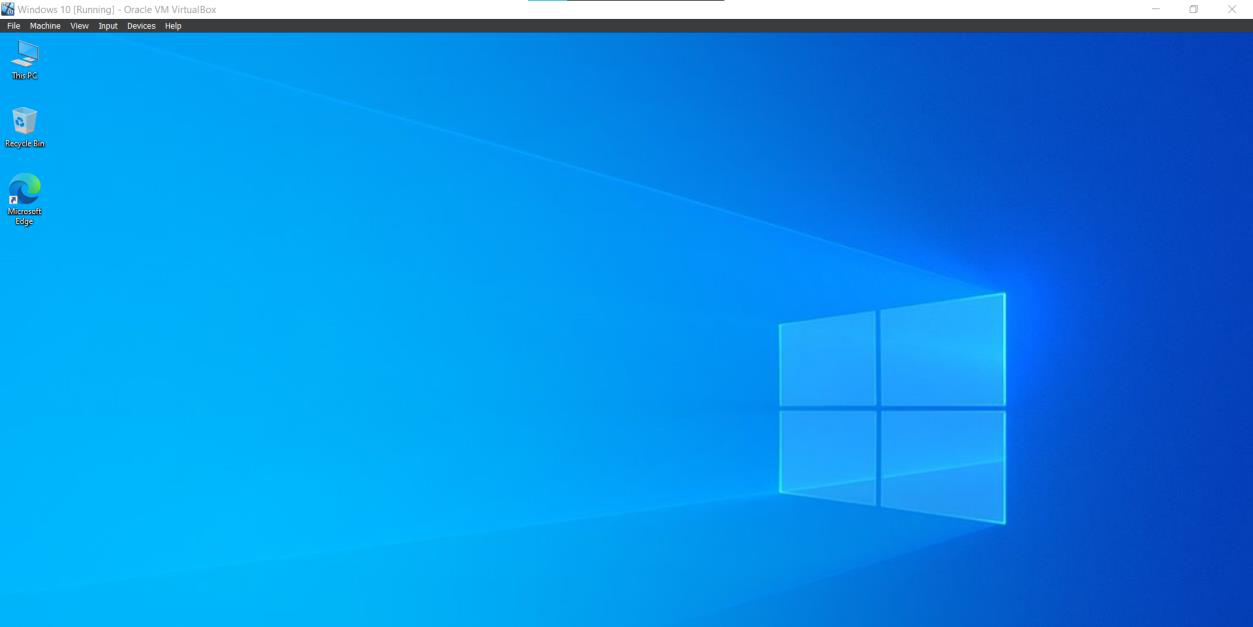 Windows 10 [Running] - Oracle VM VirtualBox
File Machine View Input Devices Help
This PC
Recycle Bin
Microsoft
Edge